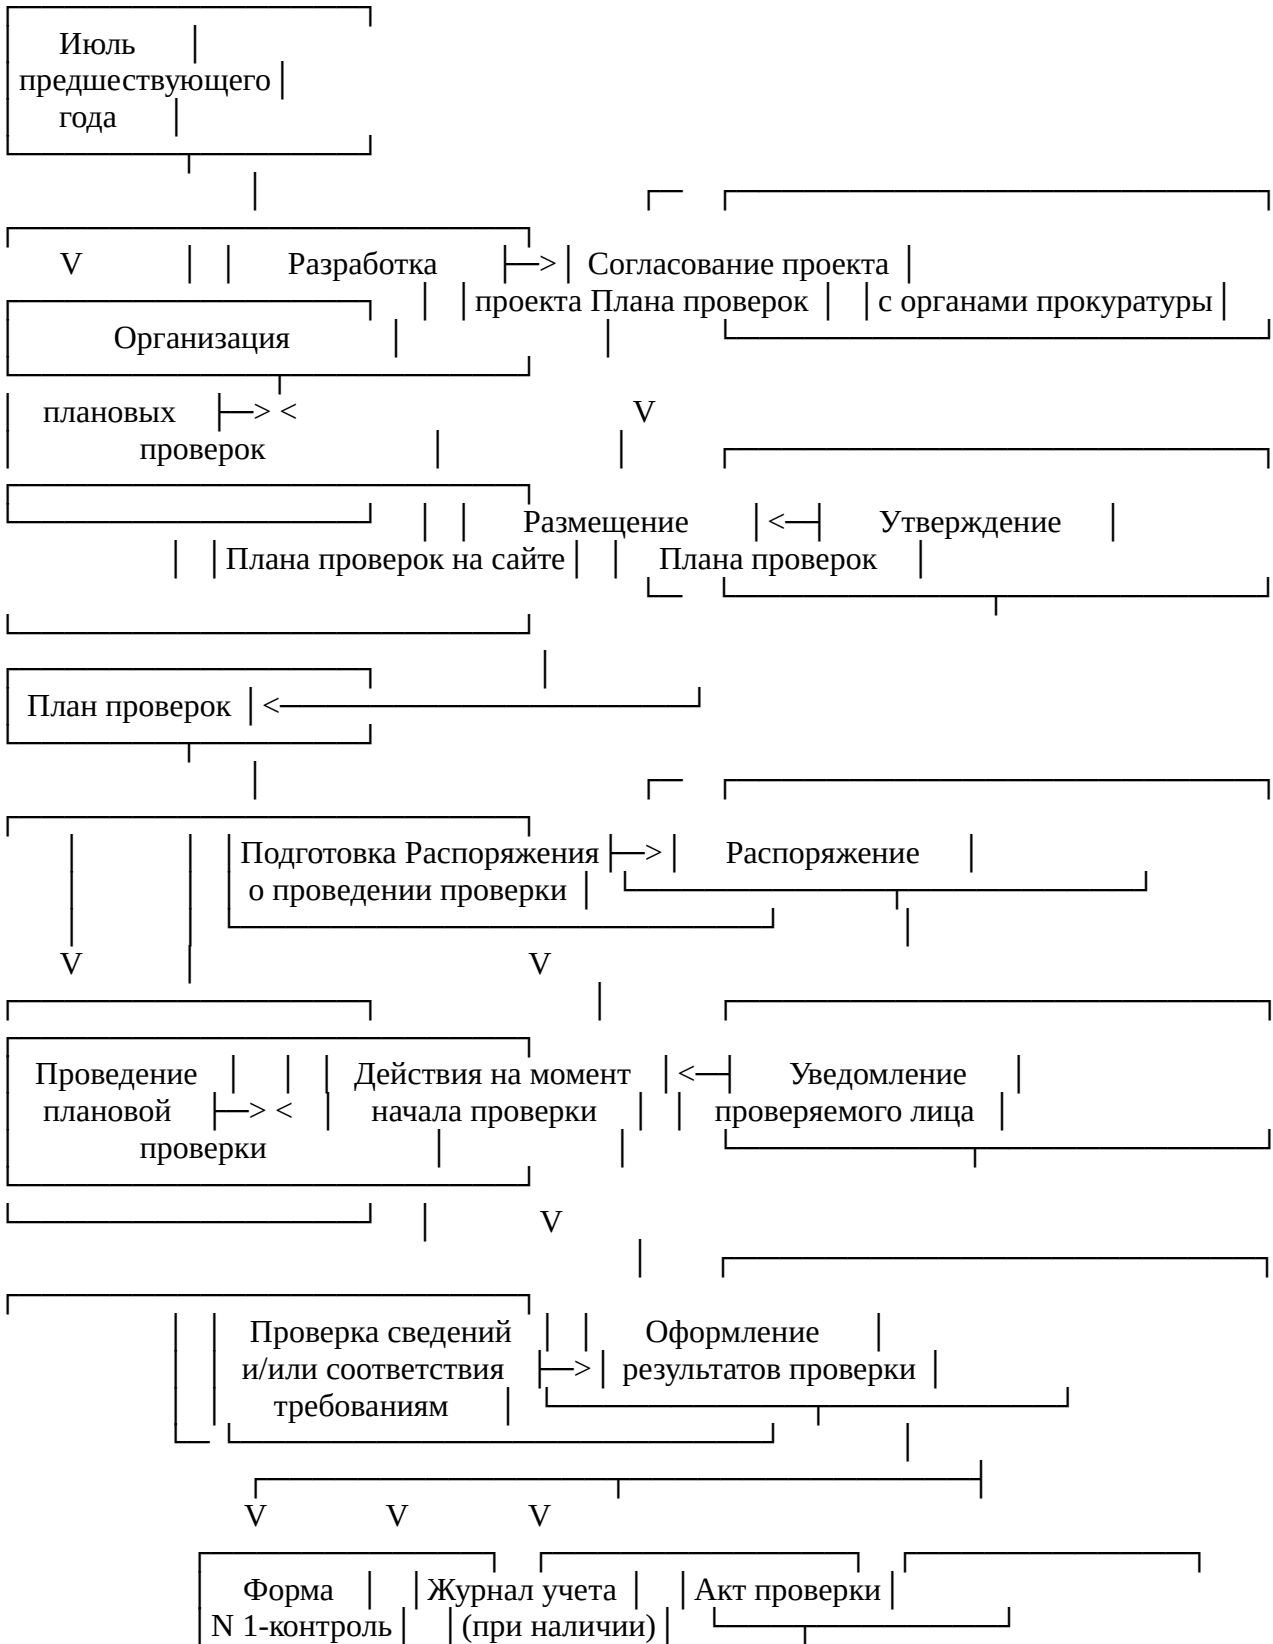 Июль
предшествующего
года
V Разработка > Согласование проекта
проекта Плана проверок с органами прокуратуры
Организация
плановых > < V
проверок
Размещение < Утверждение
Плана проверок на сайте Плана проверок
План проверок <
Подготовка Распоряжения > Распоряжение
о проведении проверки
V V
Проведение Действия на момент < Уведомление
плановой > < начала проверки проверяемого лица
проверки
V
Проверка сведений Оформление
и/или соответствия > результатов проверки
требованиям
V V V
Форма Журнал учета Акт проверки
N 1-контроль (при наличии)